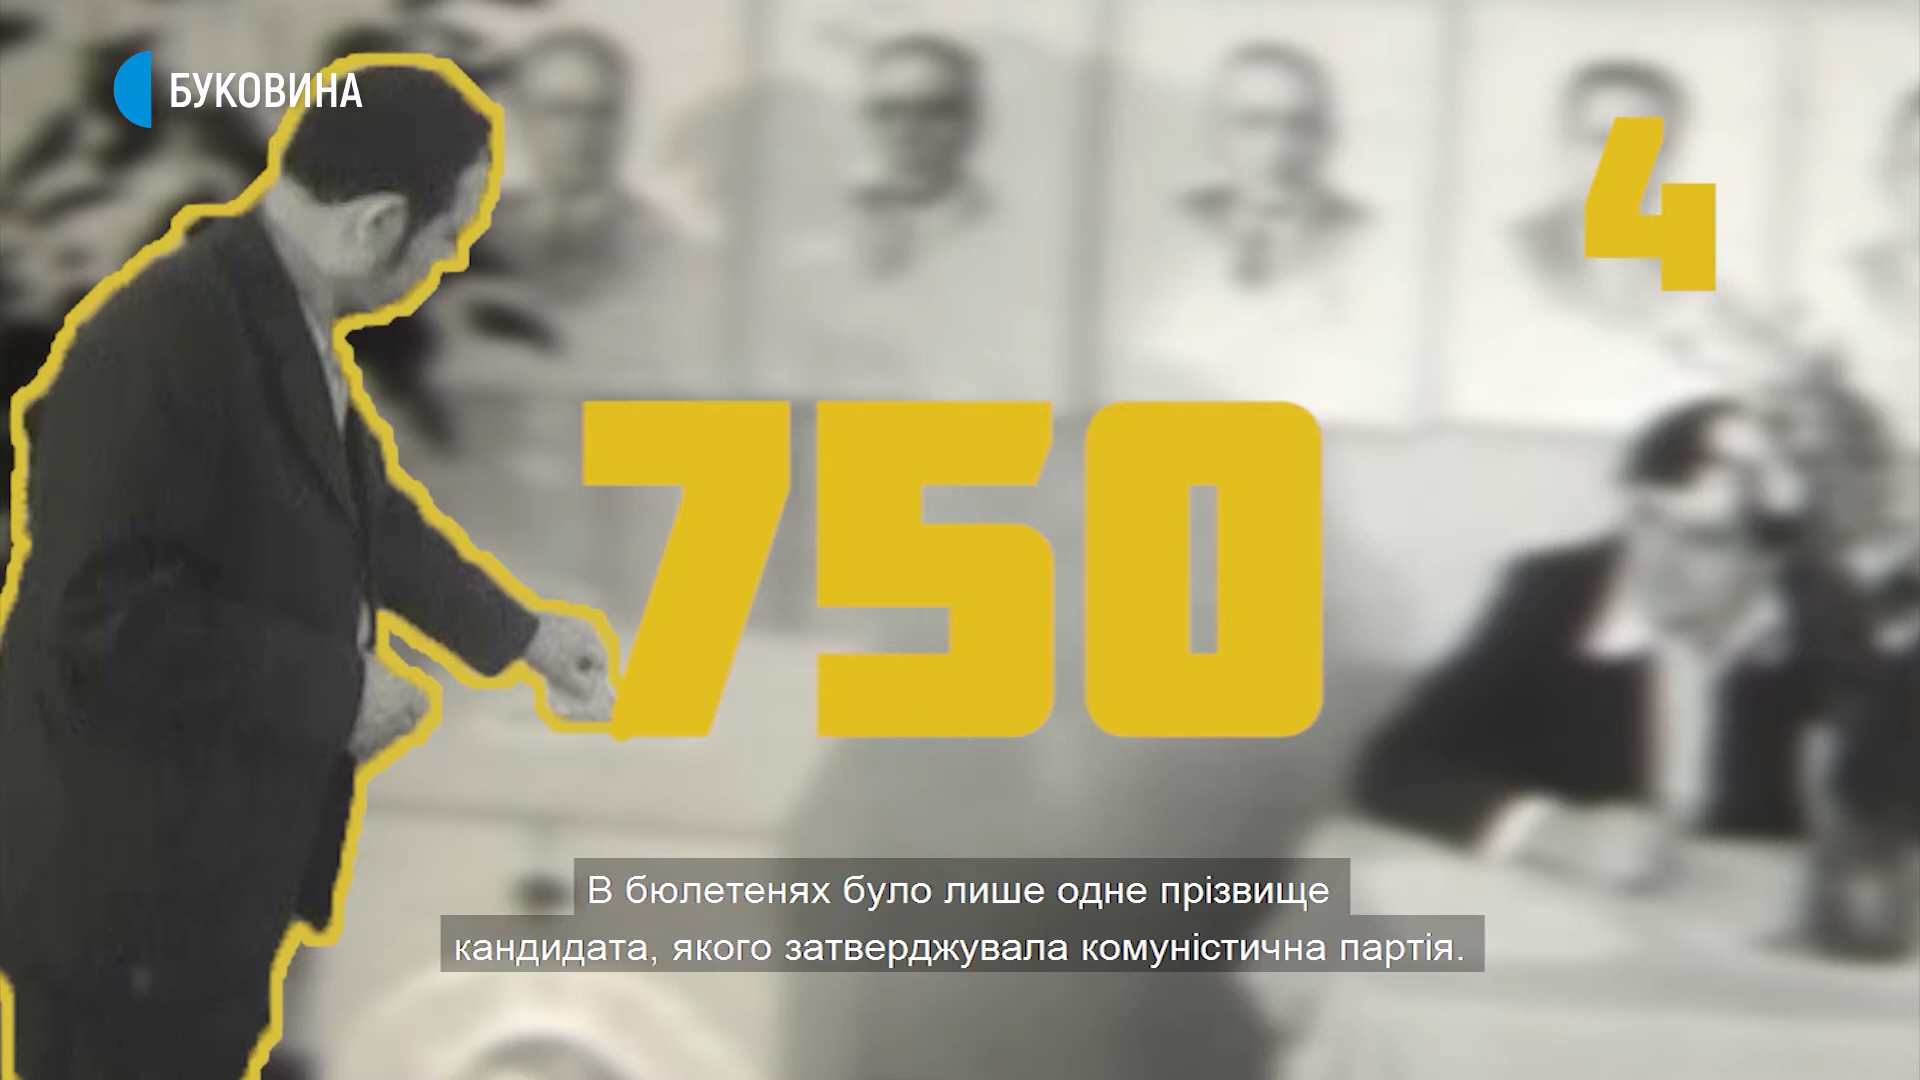 БУКОВИНА
4
750
В бюлетенях було лише одне прізвище
кандидата, якого затверджувала комуністична партія.